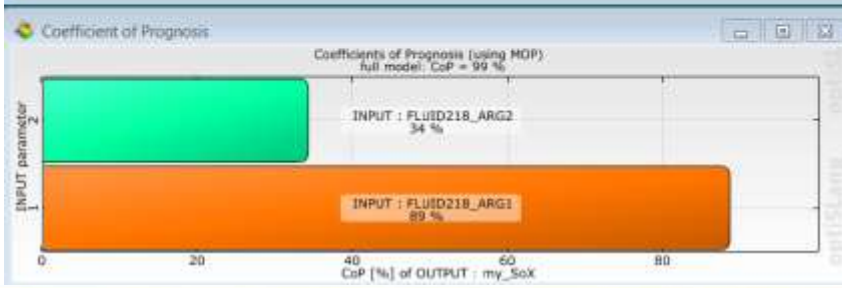 Coefficient of Prognosis
Coefficients of Prognosis (using MOP)
full model: CoP = 99 %
INPUT parameter
2
1
INPUT : FLUID218_ARG2
34 %
INPUT : FLUID218_ARG1
89 %
0 20 40 60 80
CoP [%] of OUTPUT : my_SoX
optiSLang